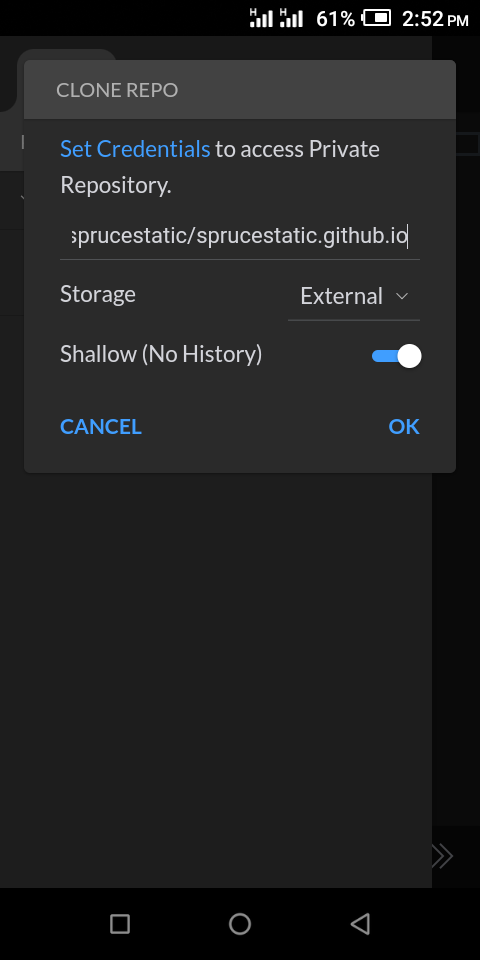 H H 61% 2:52 PM
CLONE REPO
Set Credentials to access Private
Repository.
sprucestatic/sprucestatic.github.io
Storage
External
Shallow (No History)
CANCEL
OK